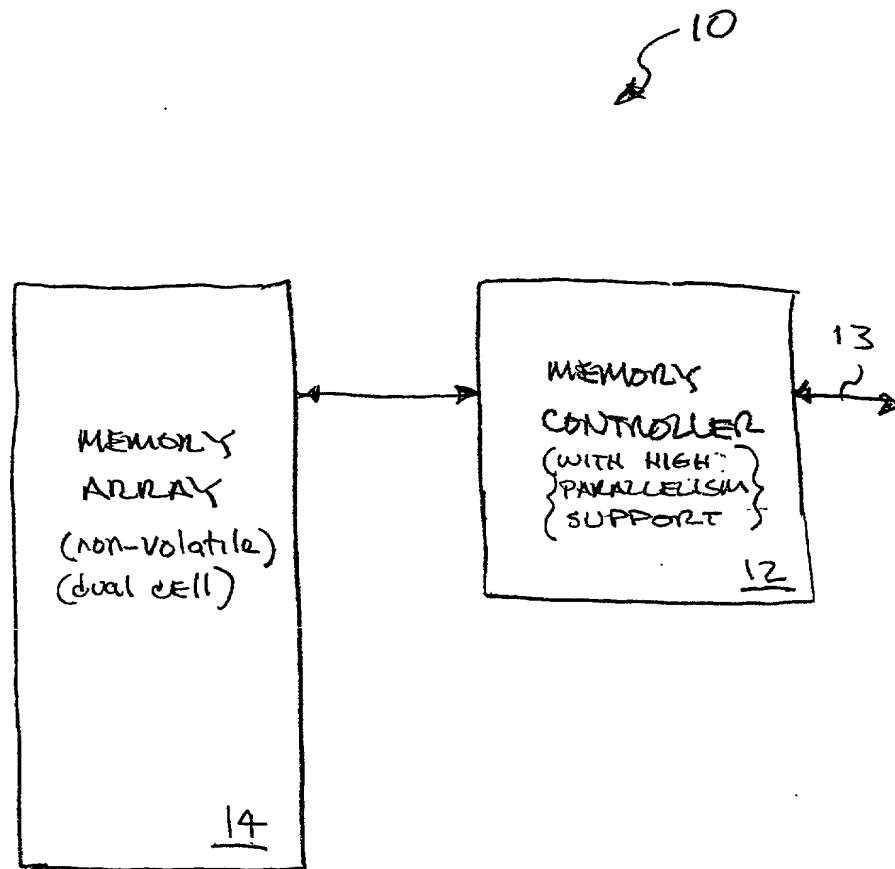 10
MEMORY
ARRAY
(non-volatile)
(dual cell)
14
MEMORY
CONTROLLER
(WITH HIGH
PARALLELISM
SUPPORT)
12
13